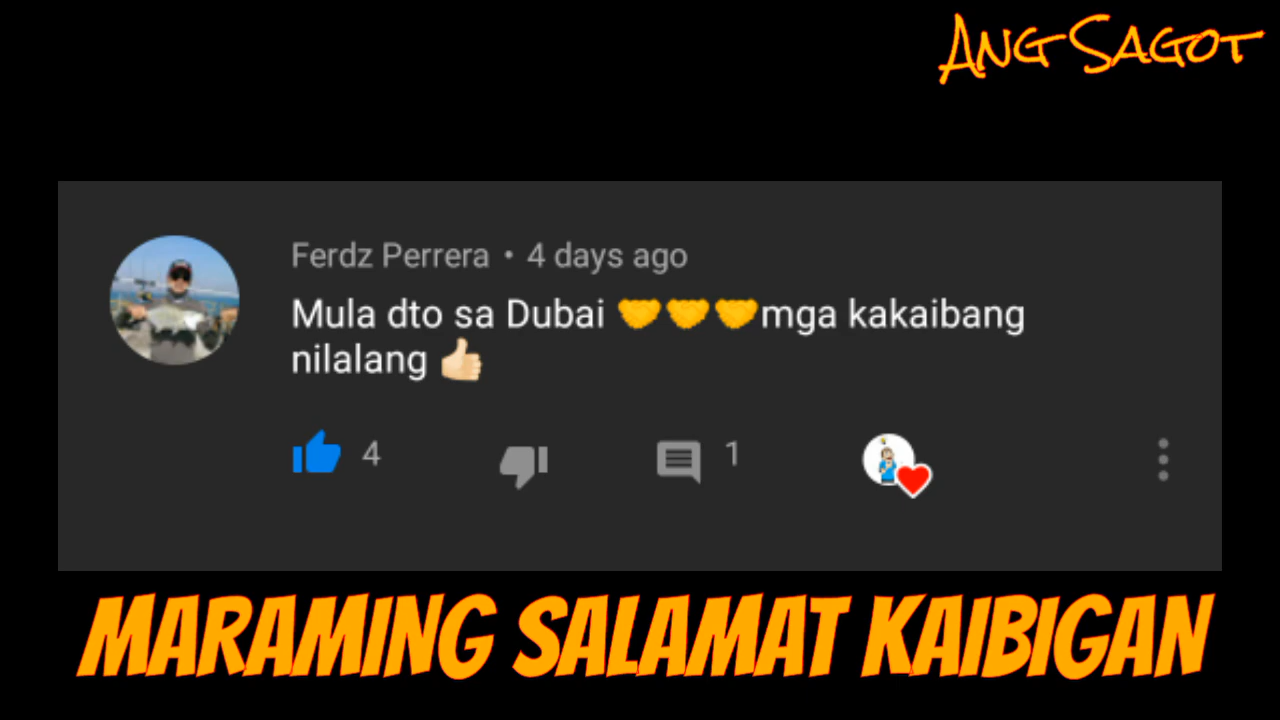 Ang Sagot
Ferdz Perrera • 4 days ago
Mula dto sa Dubai 🤝🤝🤝mga kakaibang
nilalang 👍🏻
4 1
MARAMING SALAMAT KAIBIGAN